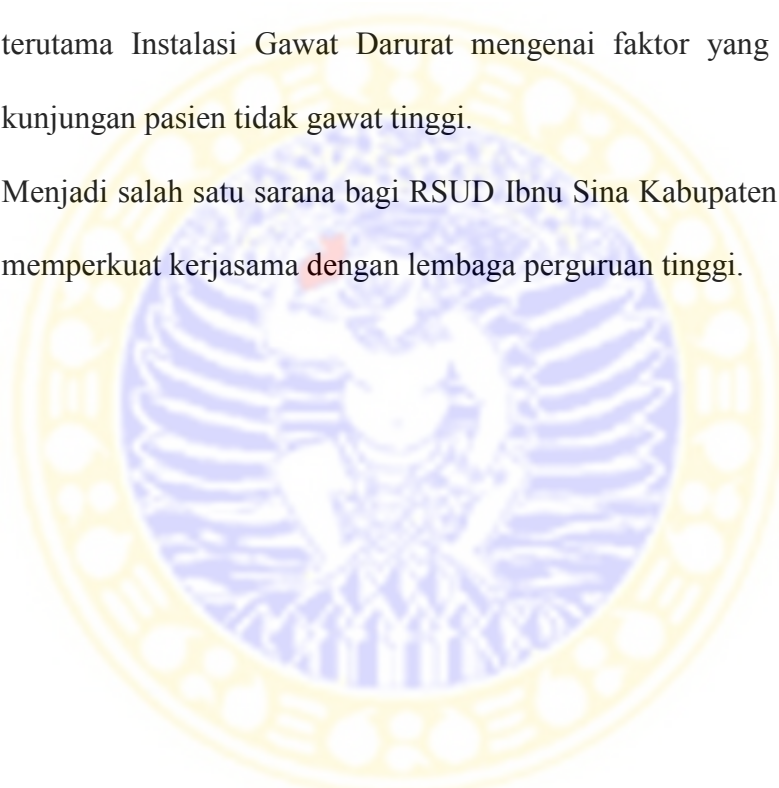 terutama Instalasi Gawat Darurat mengenai faktor yang
kunjungan pasien tidak gawat tinggi.
Menjadi salah satu sarana bagi RSUD Ibnu Sina Kabupaten
memperkuat kerjasama dengan lembaga perguruan tinggi.